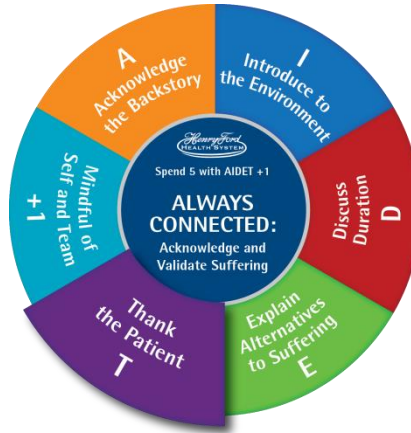 A
Acknowledge
the Backstory
I
Introduce to
the Environment
Discuss
Duration
D
Explain
Alternatives
to Suffering
E
Thank
the Patient
T
Mindful of
Self and Team
+1
Henry Ford
HEALTH SYSTEM
Spend 5 with AIDET +1
ALWAYS
CONNECTED:
Acknowledge and
Validate Suffering